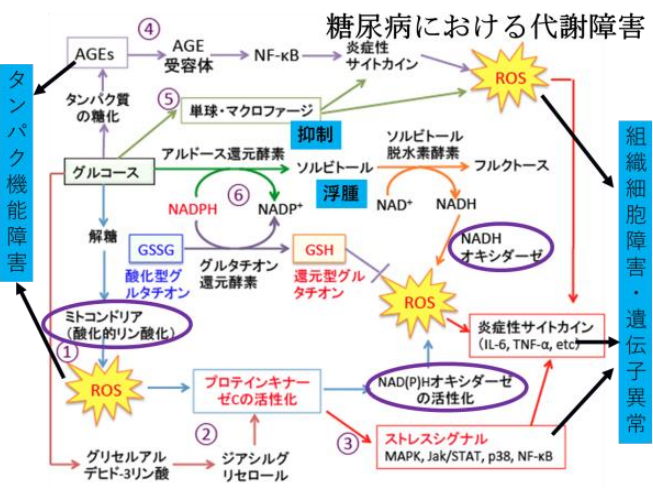 糖尿病における代謝障害
④
AGEs
AGE
受容体
NF-κB
炎症性
サイトカイン
ROS
タンパク機能障害
タンパク質
の糖化
⑤
単球・マクロファージ
抑制
グルコース
アルドース還元酵素
ソルビトール
ソルビトール
脱水素酵素
フルクトース
浮腫
⑥
NADPH
NADP⁺
NAD⁺
NADH
解糖
GSSG
酸化型グ
ルタチオン
グルタチオン
還元酵素
GSH
還元型グル
タチオン
NADH
オキシダーゼ
ROS
組織細胞障害・遺伝子異常
ミトコンドリア
（酸化的リン酸化）
①
ROS
炎症性サイトカイン
（IL-6, TNF-α, etc）
プロテインキナー
ゼCの活性化
NAD(P)Hオキシダーゼ
の活性化
②
③
グリセルアル
デヒド-3リン酸
ジアシルグ
リセロール
ストレスシグナル
MAPK, Jak/STAT, p38, NF-κB